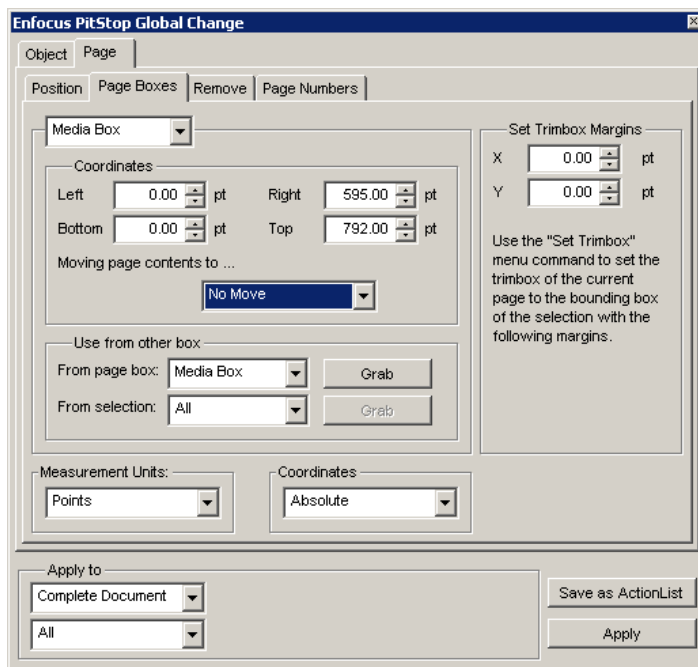 Enfocus PitStop Global Change
Object Page
Position Page Boxes Remove Page Numbers
Media Box
Coordinates
Left 0.00 pt Right 595.00 pt
Bottom 0.00 pt Top 792.00 pt
Moving page contents to ...
No Move
Use from other box
From page box: Media Box Grab
From selection: All Grab
Set Trimbox Margins
X 0.00 pt
Y 0.00 pt
Use the "Set Trimbox"
menu command to set the
trimbox of the current
page to the bounding box
of the selection with the
following margins.
Measurement Units:
Points
Coordinates
Absolute
Apply to
Complete Document
All
Save as ActionList
Apply